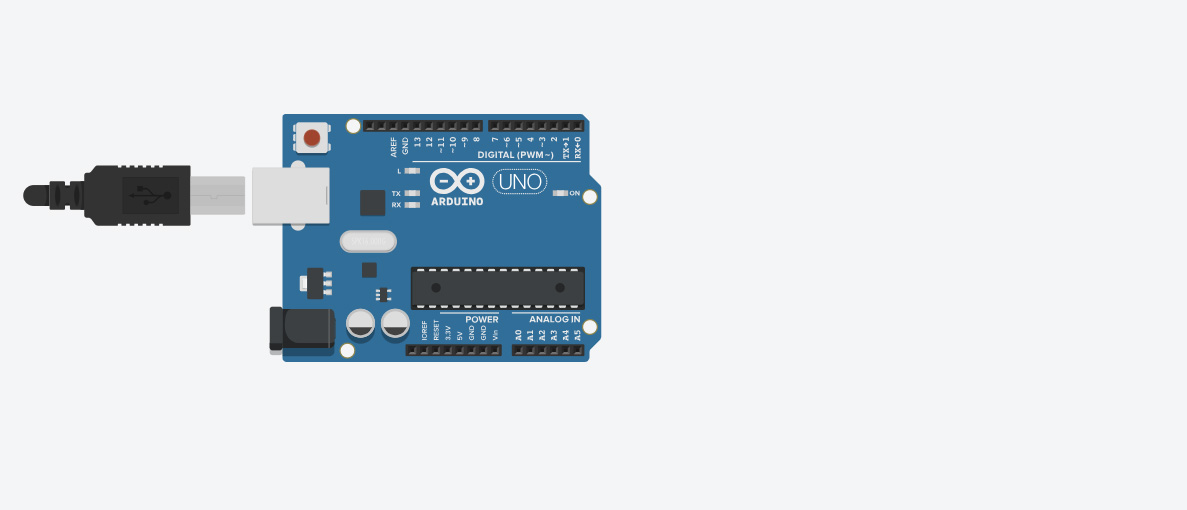 AREF
GND
13
12
~11
~10
~9
8
7
~6
~5
4
~3
2
TX→1
RX←0
DIGITAL (PWM~)
L
TX
RX
UNO
ON
ARDUINO
POWER
ANALOG IN
IOREF
RESET
3.3V
5V
GND
GND
Vin
A0
A1
A2
A3
A4
A5